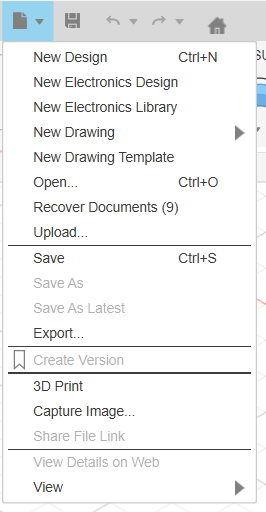 New Design Ctrl+N
New Electronics Design
New Electronics Library
New Drawing
New Drawing Template
Open... Ctrl+O
Recover Documents (9)
Upload...
Save Ctrl+S
Save As
Save As Latest
Export...
Create Version
3D Print
Capture Image...
Share File Link
View Details on Web
View